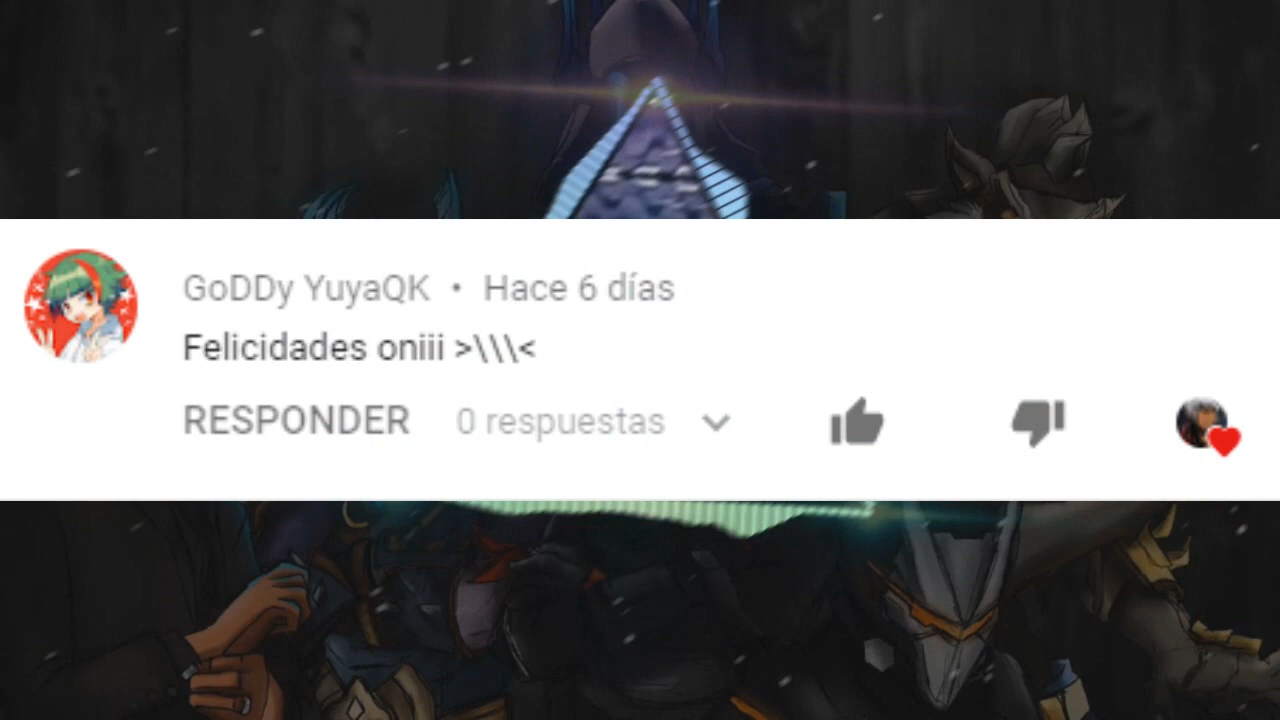 GoDDy YuyaQK • Hace 6 días
Felicidades oniii >\\\<
RESPONDER 0 respuestas